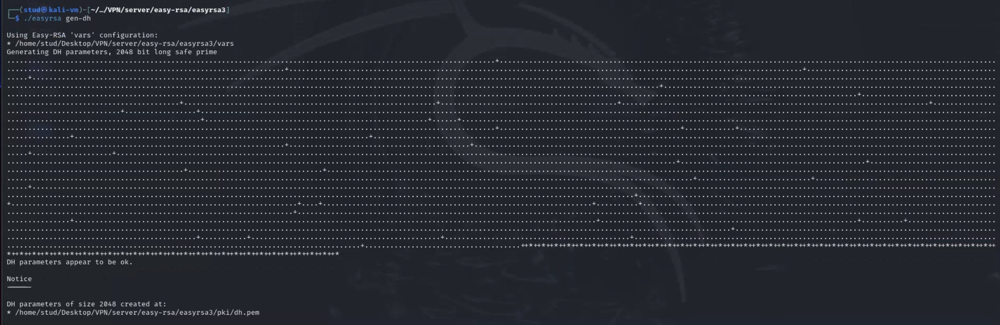 ┌──(stud㉿kali-vm)-[~/…/VPN/server/easy-rsa/easyrsa3]
└─$ ./easyrsa gen-dh
Using Easy-RSA 'vars' configuration:
* /home/stud/Desktop/VPN/server/easy-rsa/easyrsa3/vars
Generating DH parameters, 2048 bit long safe prime
DH parameters appear to be ok.
Notice
DH parameters of size 2048 created at:
* /home/stud/Desktop/VPN/server/easy-rsa/easyrsa3/pki/dh.pem